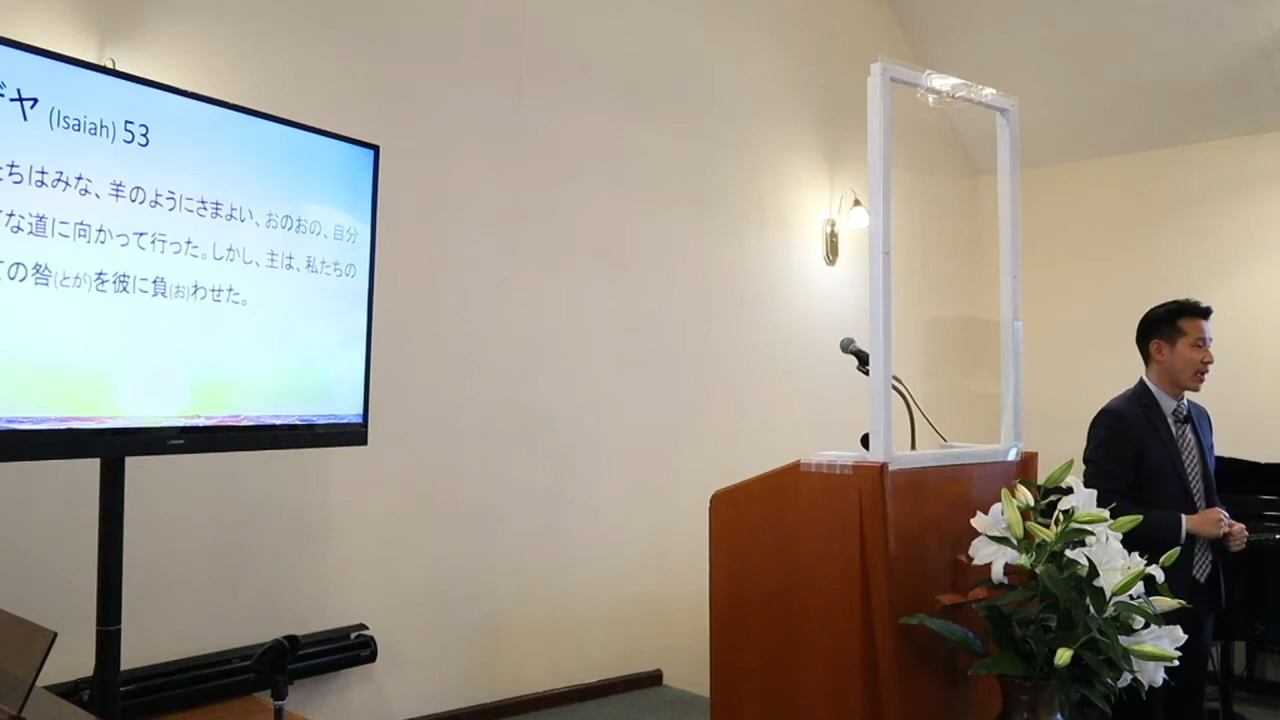 ヤ (Isaiah) 53
ちはみな、羊のようにさまよい、おのおの、自分
な道に向かって行った。しかし、主は、私たちの
の咎(とが)を彼に負(お)わせた。